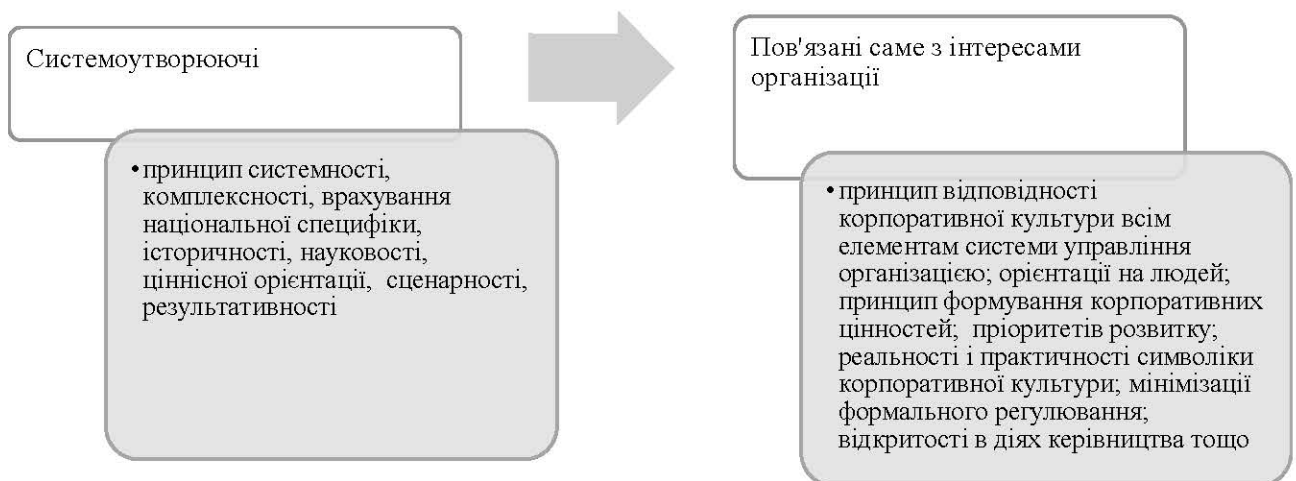 Системоутворюючі
•принцип системності,
комплексності, врахування
національної специфіки,
історичності, науковості,
ціннісної орієнтації, сценарності,
результативності
Пов'язані саме з інтересами
організації
•принцип відповідності
корпоративної культури всім
елементам системи управління
організацією; орієнтації на людей;
принцип формування корпоративних
цінностей; пріоритетів розвитку;
реальності і практичності символіки
корпоративної культури; мінімізації
формального регулювання;
відкритості в діях керівництва тощо